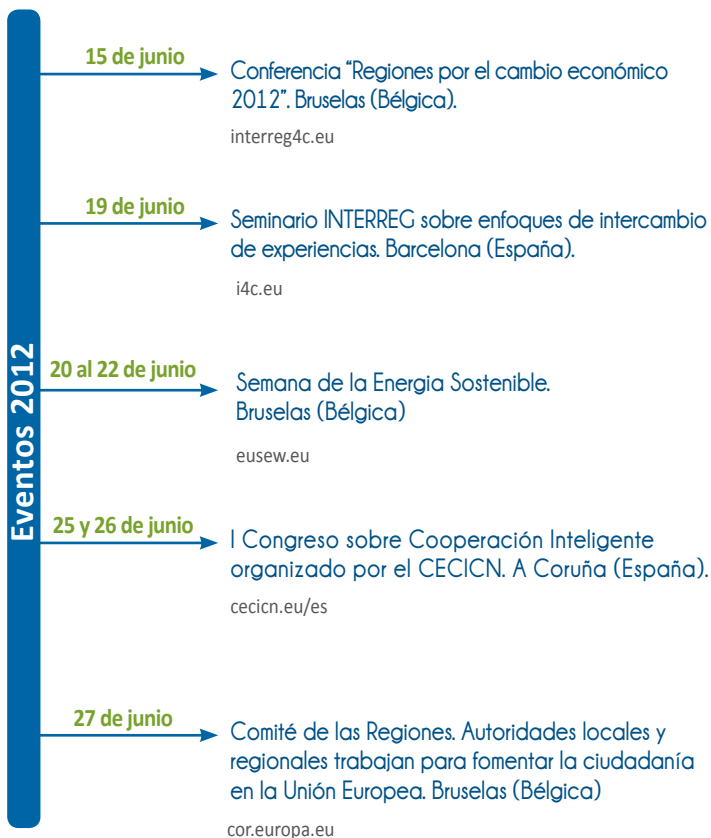 Eventos 2012
15 de junio
Conferencia “Regiones por el cambio económico
2012”. Bruselas (Bélgica).
interreg4c.eu
19 de junio
Seminario INTERREG sobre enfoques de intercambio
de experiencias. Barcelona (España).
i4c.eu
20 al 22 de junio
Semana de la Energia Sostenible.
Bruselas (Bélgica)
eusew.eu
25 y 26 de junio
I Congreso sobre Cooperación Inteligente
organizado por el CECICN. A Coruña (España).
cecicn.eu/es
27 de junio
Comité de las Regiones. Autoridades locales y
regionales trabajan para fomentar la ciudadanía
en la Unión Europea. Bruselas (Bélgica)
cor.europa.eu